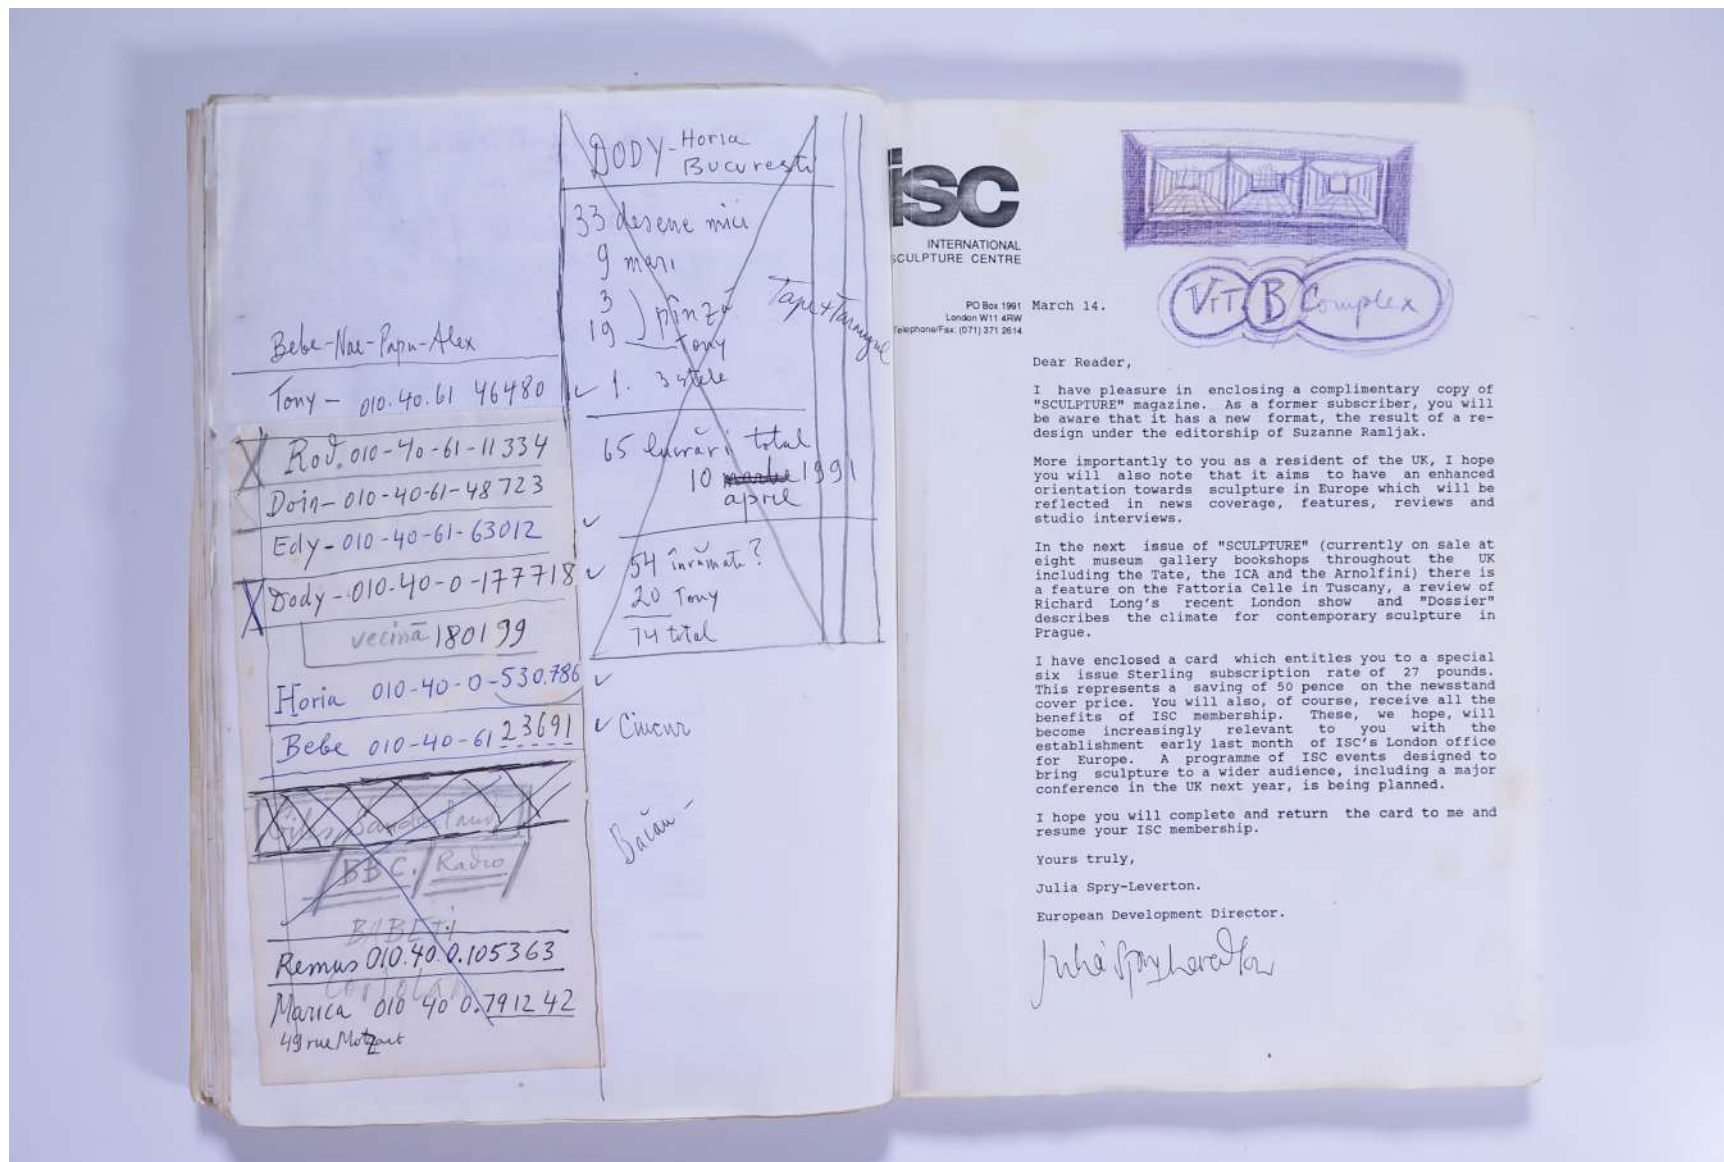 Bebe-Nae-Papu-Alex
Tony - 010.40.61 46480
Rod. 010-40-61-11334
Doin- 010-40-61-48723
Edy- 010-40-61-63012
Dody- 010-40-0-177718
vecină 180199
Horia 010-40-0-530.786
Bebe 010-40-61 23691
BBC. Radio
Remus 010.40.0.105363
Marica 010 40 0.791242
49 rue Motzart
DODY-Horia
București
33 desene mici
9 mari
3
19 pînză
Tony
1. 3 stele
65 lucrări total
10 martie 1991
aprilie
54 înrămate?
20 Tony
74 total
Ciucur
Bacău
isc
INTERNATIONAL
SCULPTURE CENTRE
PO Box 1991
London W11 4RW
Telephone/Fax: (071) 371 2614
VIT B Complex
March 14.
Dear Reader,
I have pleasure in enclosing a complimentary copy of
"SCULPTURE" magazine. As a former subscriber, you will
be aware that it has a new format, the result of a re-
design under the editorship of Suzanne Ramljak.
More importantly to you as a resident of the UK, I hope
you will also note that it aims to have an enhanced
orientation towards sculpture in Europe which will be
reflected in news coverage, features, reviews and
studio interviews.
In the next issue of "SCULPTURE" (currently on sale at
eight museum gallery bookshops throughout the UK
including the Tate, the ICA and the Arnolfini) there is
a feature on the Fattoria Celle in Tuscany, a review of
Richard Long's recent London show and "Dossier"
describes the climate for contemporary sculpture in
Prague.
I have enclosed a card which entitles you to a special
six issue Sterling subscription rate of 27 pounds.
This represents a saving of 50 pence on the newsstand
cover price. You will also, of course, receive all the
benefits of ISC membership. These, we hope, will
become increasingly relevant to you with the
establishment early last month of ISC's London office
for Europe. A programme of ISC events designed to
bring sculpture to a wider audience, including a major
conference in the UK next year, is being planned.
I hope you will complete and return the card to me and
resume your ISC membership.
Yours truly,
Julia Spry-Leverton.
European Development Director.
Julia Spry Leverton